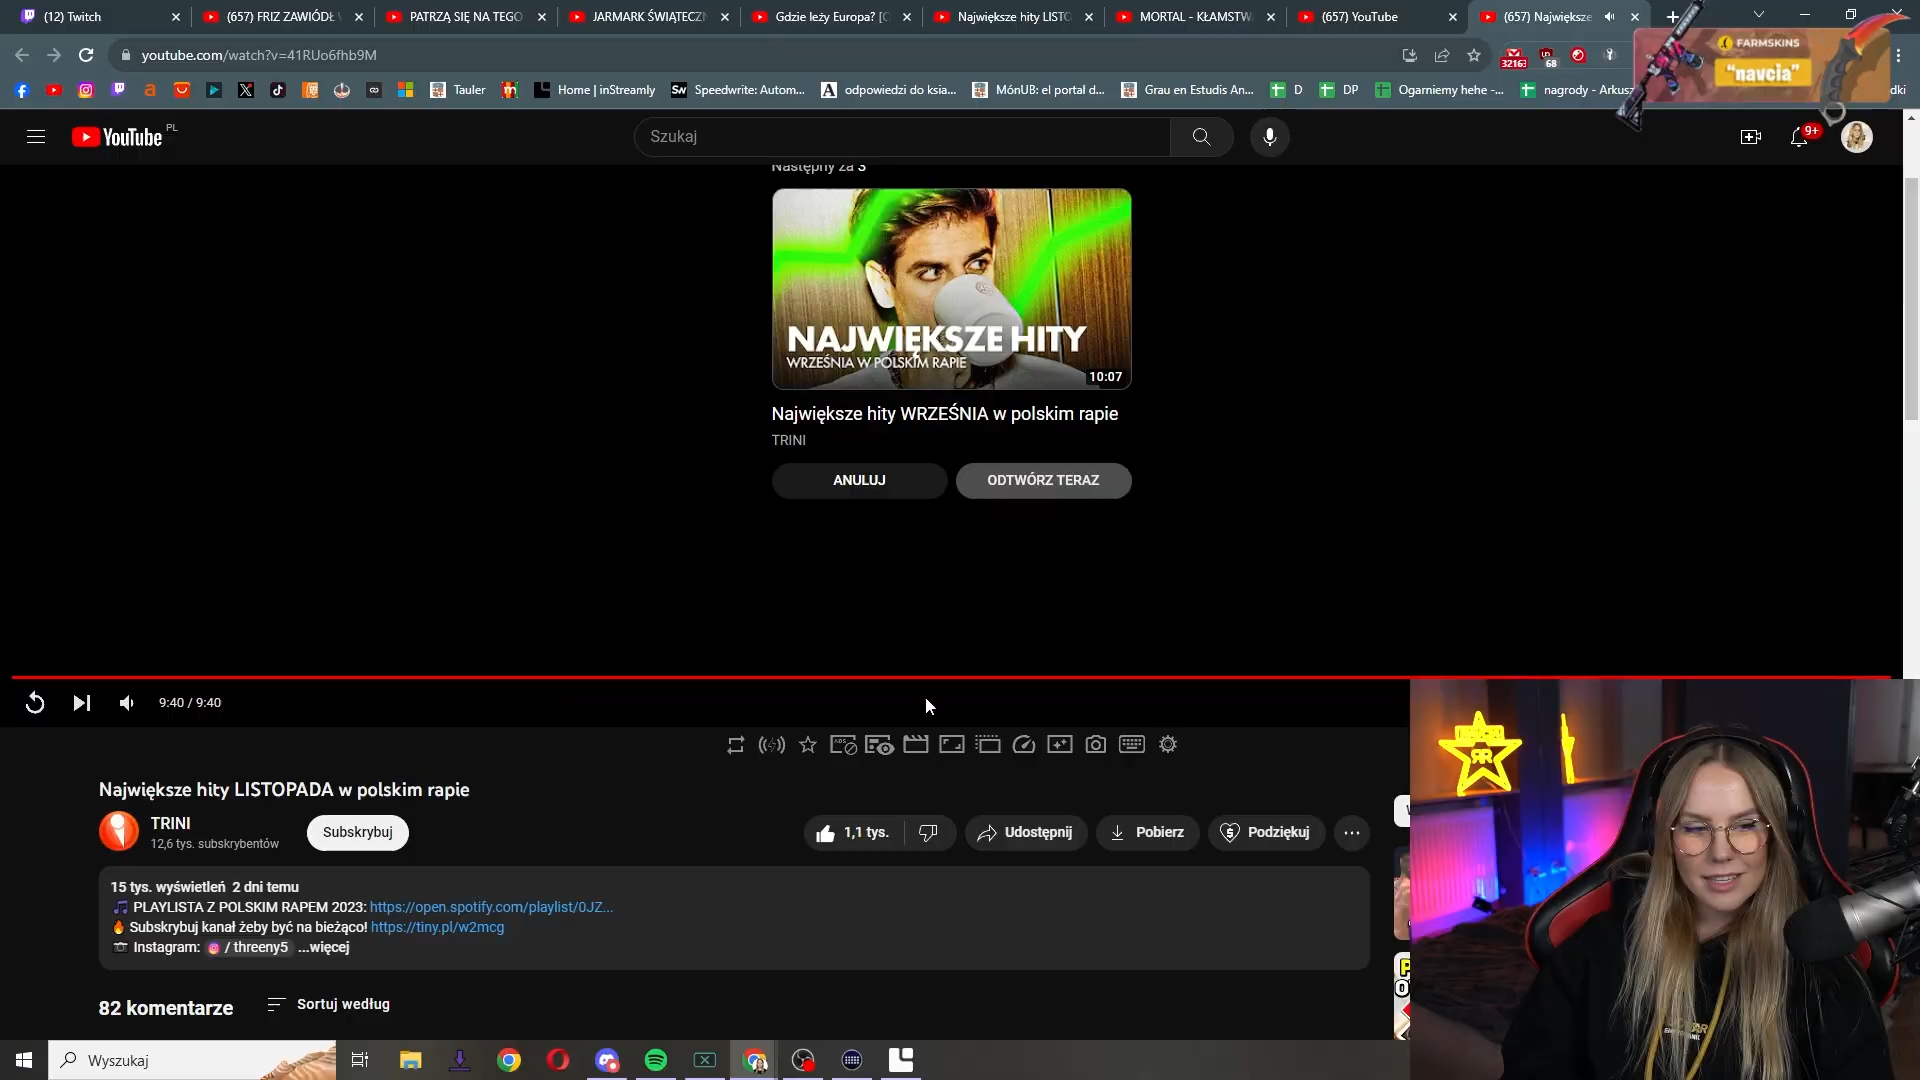 (12) Twitch
(657) FRIZ ZAWIÓDŁ
PATRZĄ SIĘ NA TEGO
JARMARK ŚWIĄTECZN
Gdzie leży Europa? [
Największe hity LISTO
MORTAL - KŁAMSTW
(657) YouTube
(657) Największe
youtube.com/watch?v=41RUo6fhb9M
32163
68
FARMSKINS
"navcia"
Tauler
Home | inStreamly
Speedwrite: Autom...
odpowiedzi do ksia...
MónUB: el portal d...
Grau en Estudis An...
D
DP
Ogarniemy hehe -...
nagrody - Arkusz
dki
YouTube PL
Szukaj
9+
Następny za 3
NAJWIĘKSZE HITY
WRZEŚNIA W POLSKIM RAPIE
10:07
Największe hity WRZEŚNIA w polskim rapie
TRINI
ANULUJ
ODTWÓRZ TERAZ
9:40 / 9:40
Największe hity LISTOPADA w polskim rapie
TRINI
12,6 tys. subskrybentów
Subskrybuj
1,1 tys.
Udostępnij
Pobierz
Podziękuj
15 tys. wyświetleń 2 dni temu
PLAYLISTA Z POLSKIM RAPEM 2023: https://open.spotify.com/playlist/0JZ...
Subskrybuj kanał żeby być na bieżąco! https://tiny.pl/w2mcg
Instagram: / threeny5 ...więcej
82 komentarze
Sortuj według
Wyszukaj